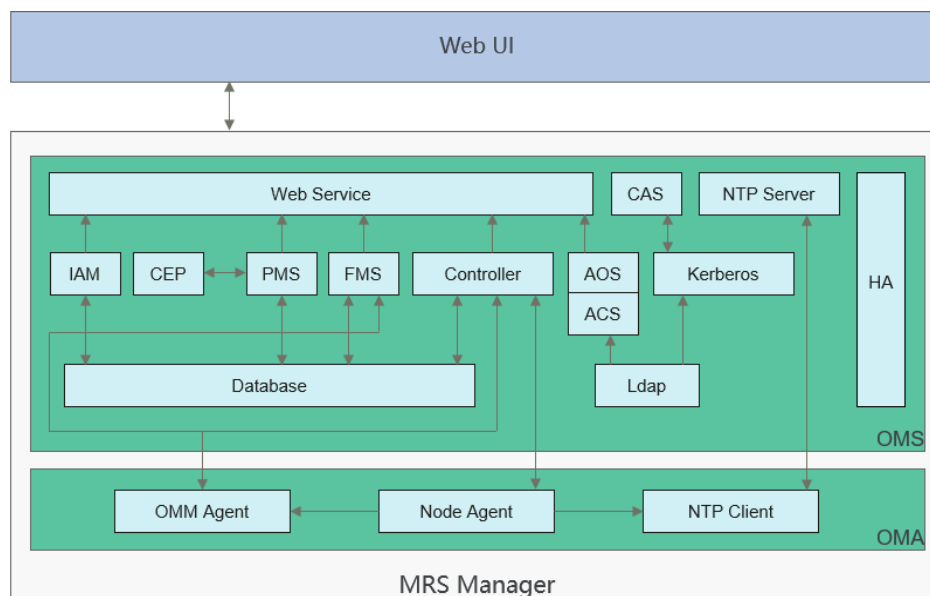 Web UI
Web Service
CAS
NTP Server
IAM
CEP
PMS
FMS
Controller
AOS
Kerberos
HA
ACS
Database
Ldap
OMS
OMM Agent
Node Agent
NTP Client
OMA
MRS Manager